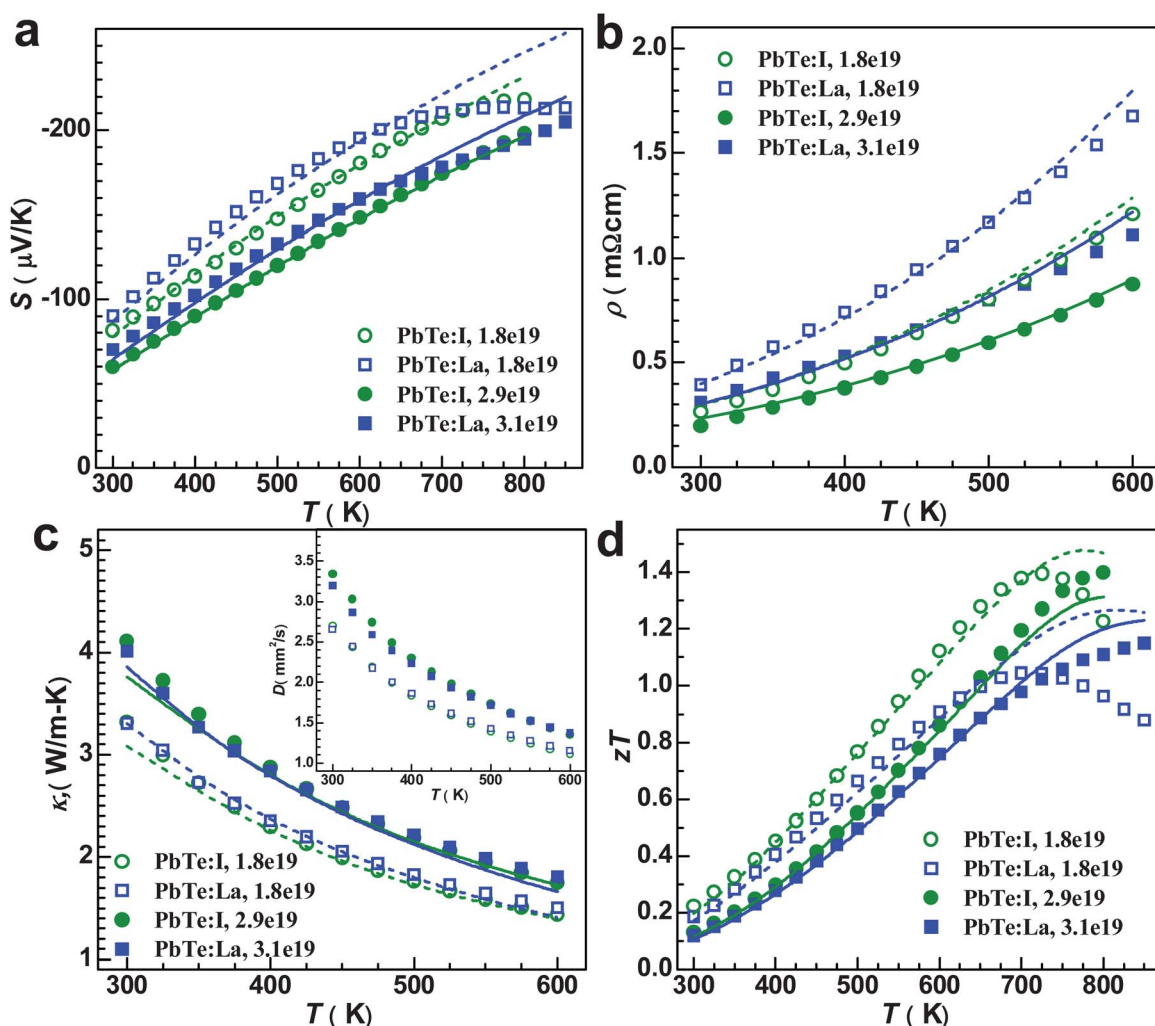 a
S ( μV/K)
-200
-100
0
PbTe:I, 1.8e19
PbTe:La, 1.8e19
PbTe:I, 2.9e19
PbTe:La, 3.1e19
300 400 500 600 700 800
T ( K)
b
ρ ( mΩcm)
2.0
1.5
1.0
0.5
0.0
PbTe:I, 1.8e19
PbTe:La, 1.8e19
PbTe:I, 2.9e19
PbTe:La, 3.1e19
300 400 500 600
T ( K)
c
κ,( W/m-K)
5
4
3
2
1
D ( mm²/s)
4.0
3.5
3.0
2.5
2.0
1.5
1.0
300 350 400 450 500 550 600
T ( K)
PbTe:I, 1.8e19
PbTe:La, 1.8e19
PbTe:I, 2.9e19
PbTe:La, 3.1e19
300 400 500 600
T ( K)
d
zT
1.4
1.2
1.0
0.8
0.6
0.4
0.2
0.0
PbTe:I, 1.8e19
PbTe:La, 1.8e19
PbTe:I, 2.9e19
PbTe:La, 3.1e19
300 400 500 600 700 800
T ( K)